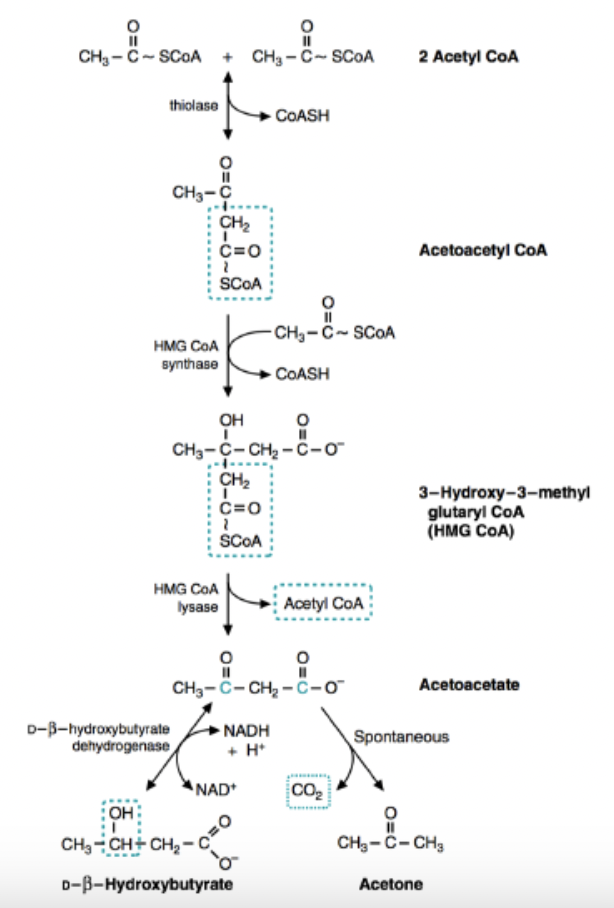 O
O
CH3 – C ~ SCoA + CH3 – C ~ SCoA 2 Acetyl CoA
thiolase
CoASH
O
CH3 – C
CH2
C=O
SCoA
Acetoacetyl CoA
O
CH3 – C ~ SCoA
HMG CoA
synthase
CoASH
OH O
CH3 – C – CH2 – C – O⁻
CH2
C=O
SCoA
3–Hydroxy–3–methyl
glutaryl CoA
(HMG CoA)
HMG CoA
lysase
Acetyl CoA
O O
CH3 – C – CH2 – C – O⁻
Acetoacetate
D–β–hydroxybutyrate
dehydrogenase
NADH
+ H⁺
NAD⁺
Spontaneous
CO2
OH
CH3 – CH – CH2 – C
O
O⁻
D–β–Hydroxybutyrate
O
CH3 – C – CH3
Acetone